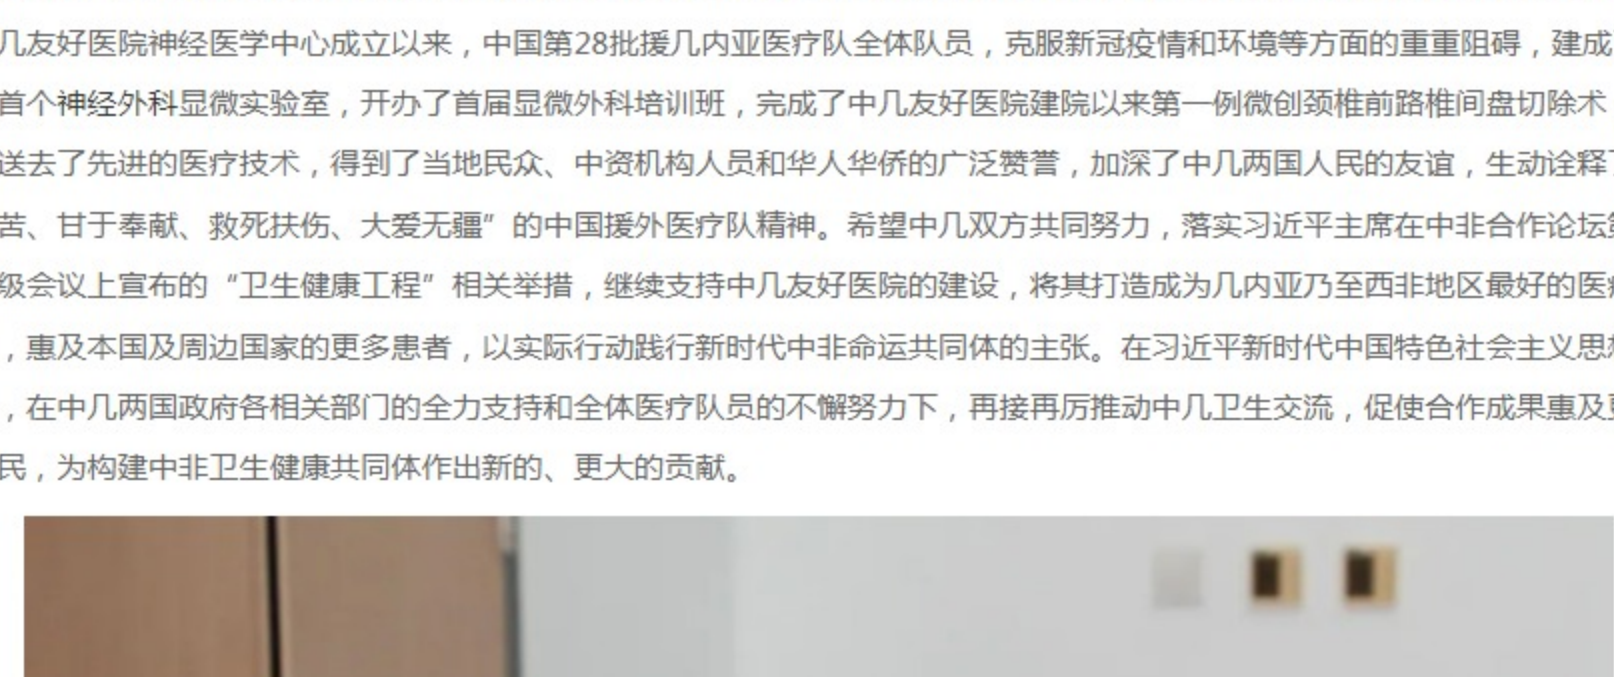 几友好医院神经医学中心成立以来，中国第28批援几内亚医疗队全体队员，克服新冠疫情和环境等方面的重重阻碍，建成
首个神经外科显微实验室，开办了首届显微外科培训班，完成了中几友好医院建院以来第一例微创颈椎前路椎间盘切除术
送去了先进的医疗技术，得到了当地民众、中资机构人员和华人华侨的广泛赞誉，加深了中几两国人民的友谊，生动诠释了
苦、甘于奉献、救死扶伤、大爱无疆”的中国援外医疗队精神。希望中几双方共同努力，落实习近平主席在中非合作论坛第
级会议上宣布的“卫生健康工程”相关举措，继续支持中几友好医院的建设，将其打造成为几内亚乃至西非地区最好的医疗
，惠及本国及周边国家的更多患者，以实际行动践行新时代中非命运共同体的主张。在习近平新时代中国特色社会主义思想
，在中几两国政府各相关部门的全力支持和全体医疗队员的不懈努力下，再接再厉推动中几卫生交流，促使合作成果惠及更
民，为构建中非卫生健康共同体作出新的、更大的贡献。